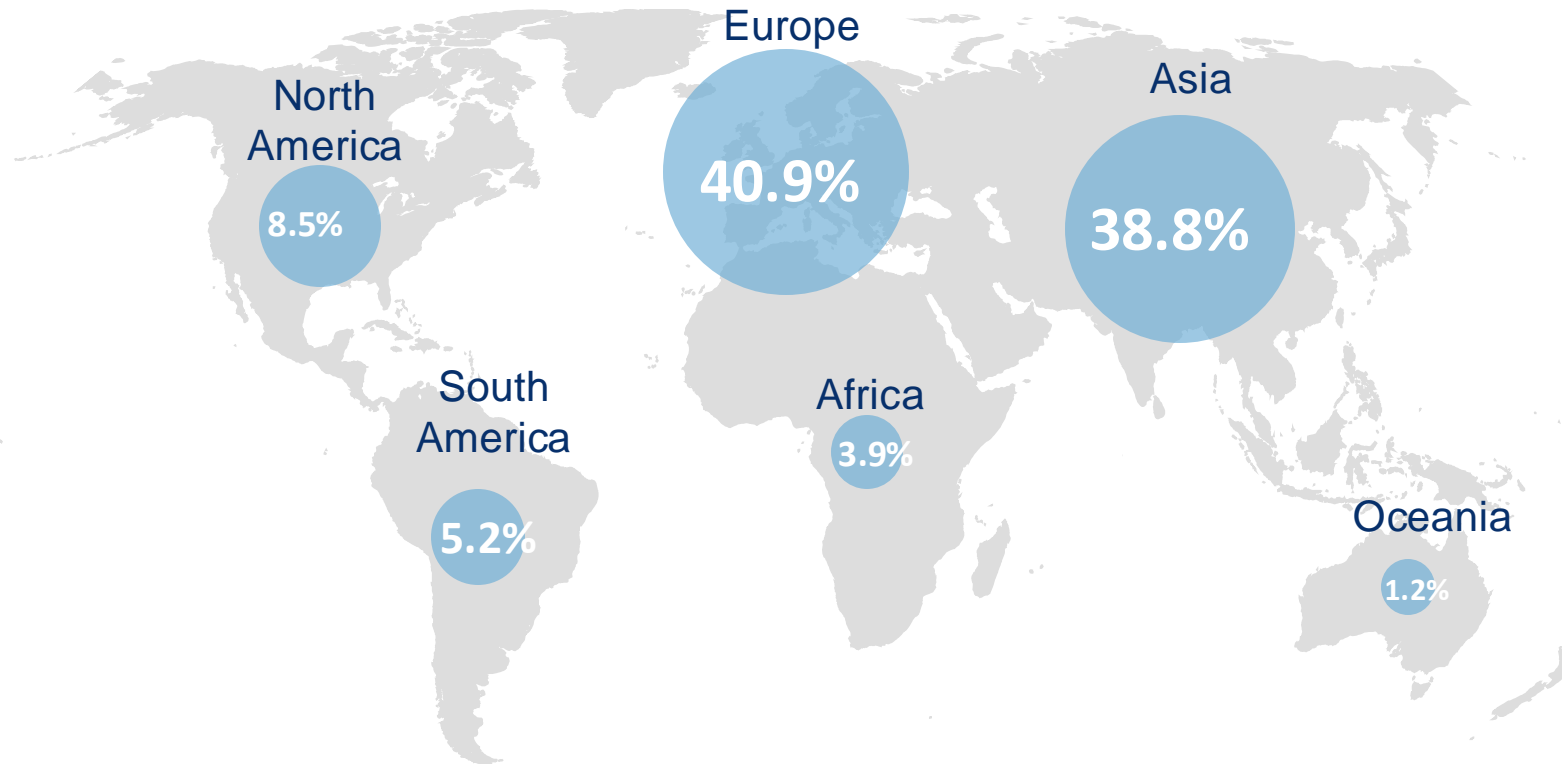 Europe
40.9%
Asia
38.8%
North
America
8.5%
South
America
5.2%
Africa
3.9%
Oceania
1.2%